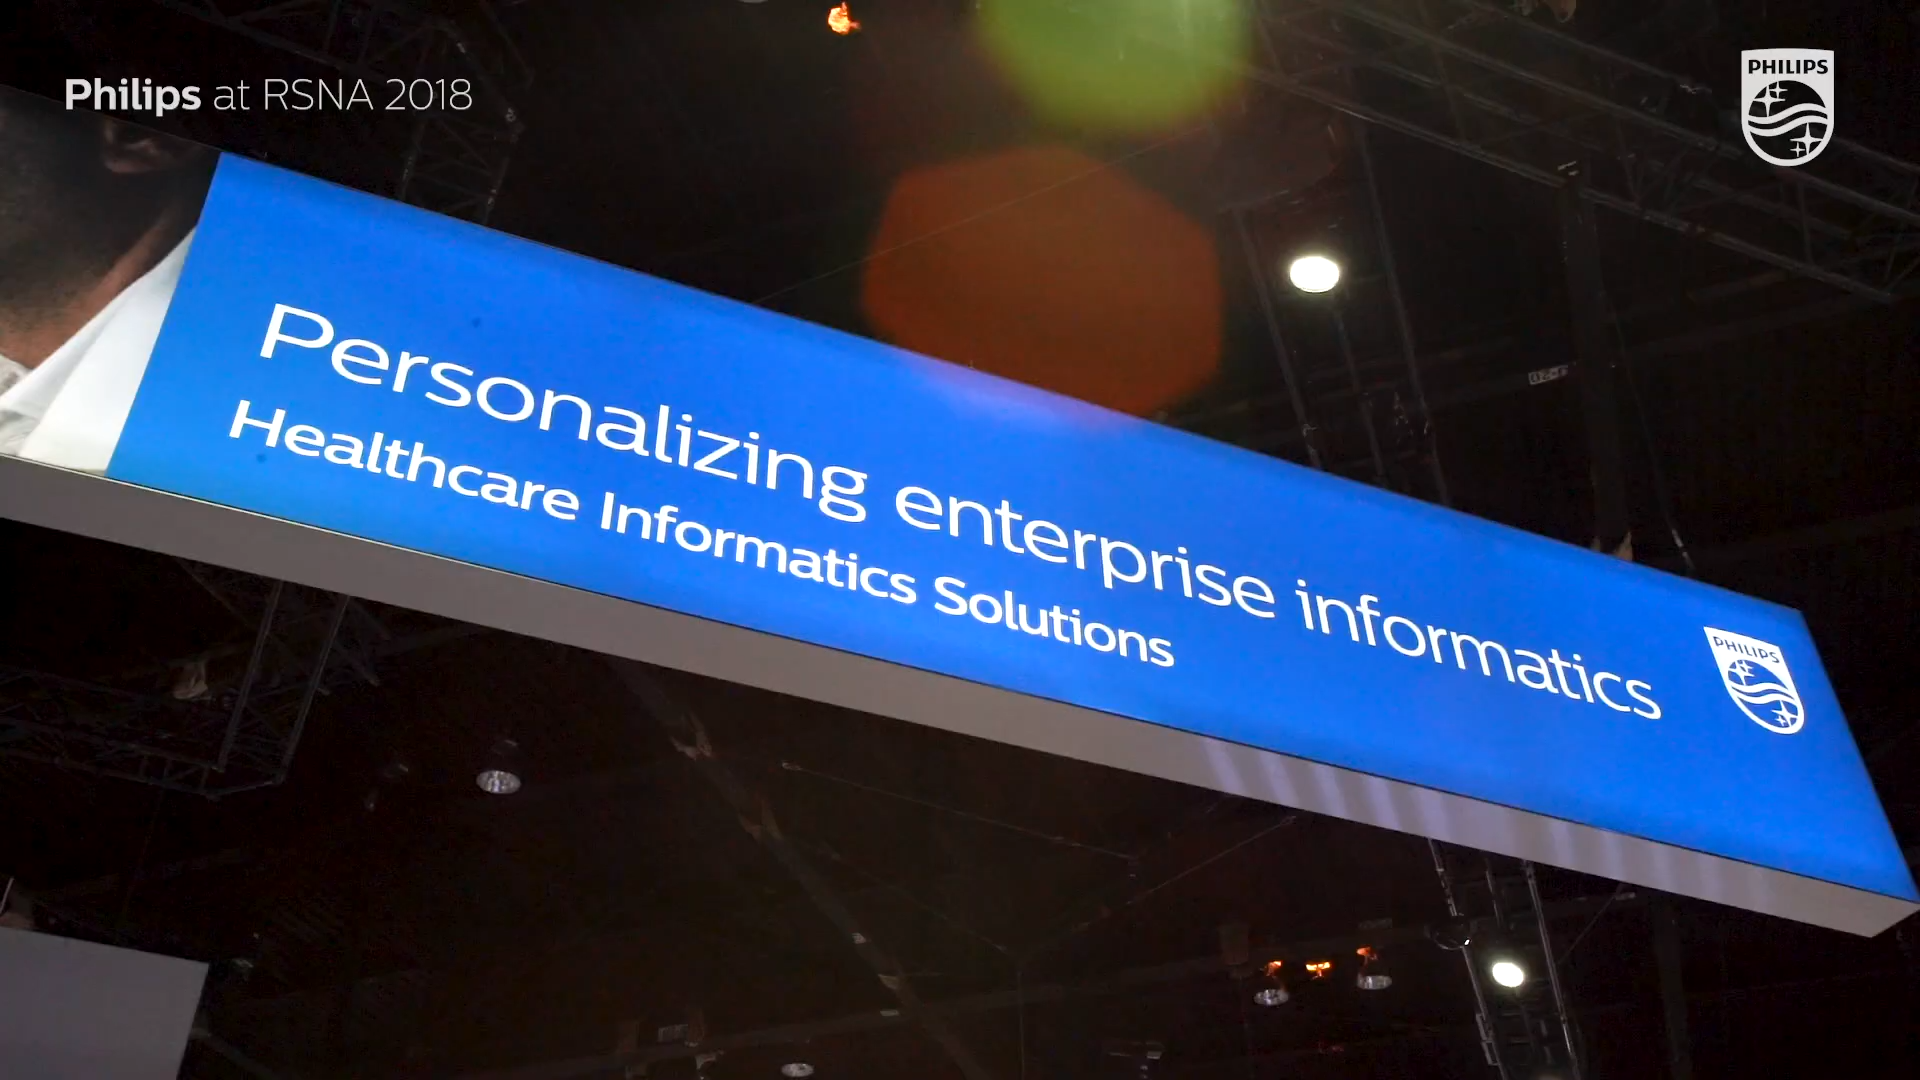 Philips at RSNA 2018
PHILIPS
Personalizing enterprise informatics
Healthcare Informatics Solutions
PHILIPS